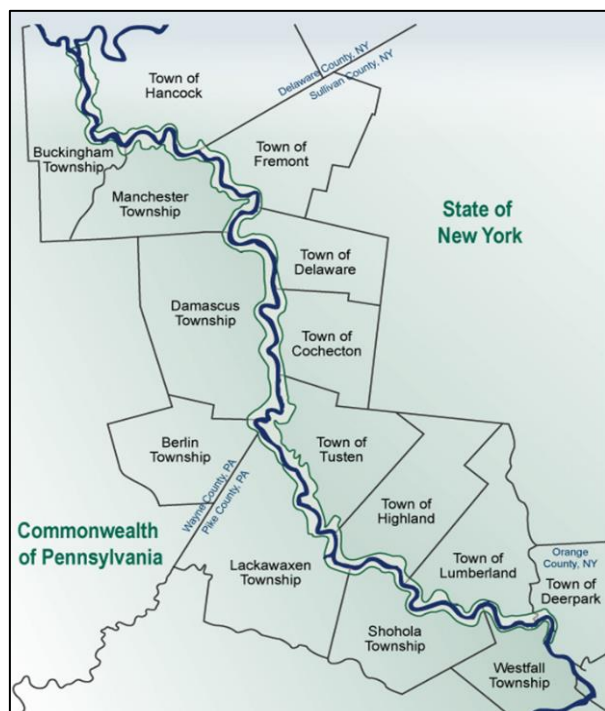 Delaware County, NY
Sullivan County, NY
Town of
Hancock
Town of
Fremont
Buckingham
Township
Manchester
Township
State of
New York
Town of
Delaware
Damascus
Township
Town of
Cochecton
Berlin
Township
Town of
Tusten
Wayne County, PA
Pike County, PA
Town of
Highland
Commonwealth
of Pennsylvania
Lackawaxen
Township
Town of
Lumberland
Orange
County, NY
Town of
Deerpark
Shohola
Township
Westfall
Township